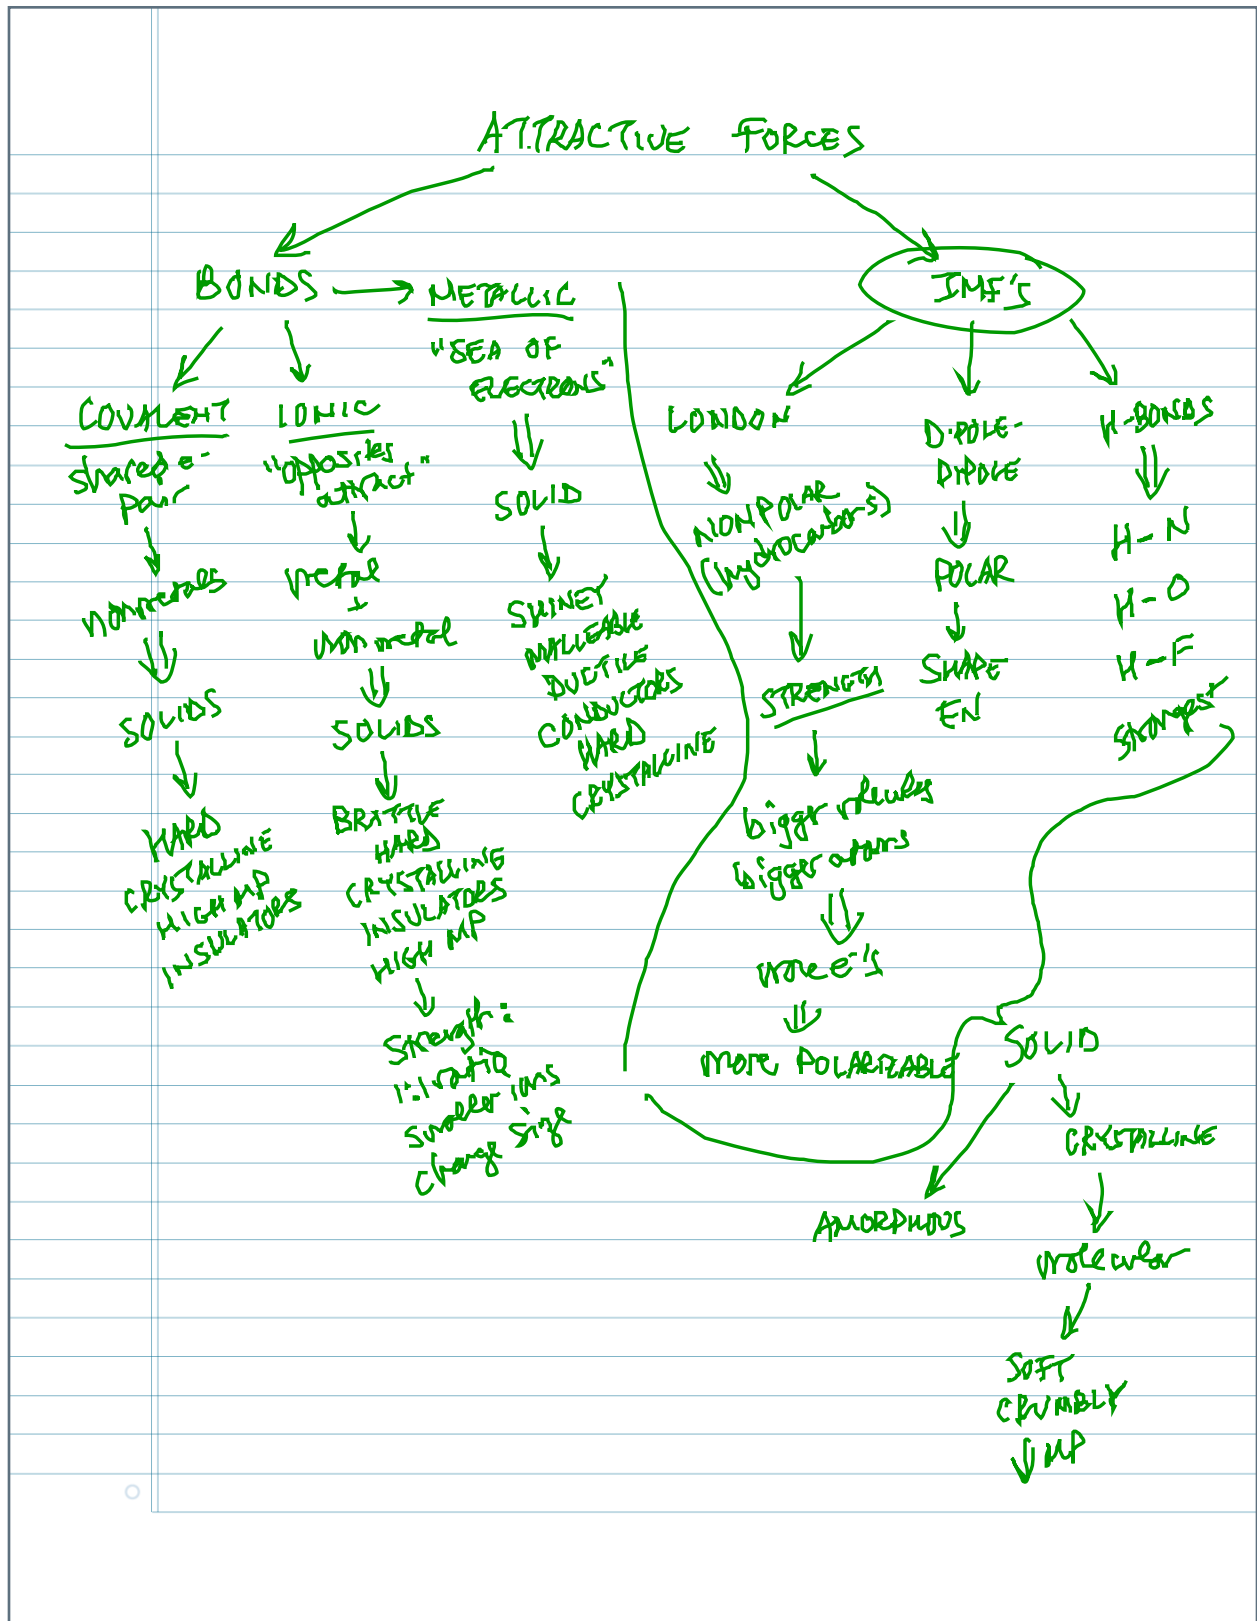 ATTRACTIVE FORCES
BONDS
METALLIC
"SEA OF
ELECTRONS"
SOLID
SHINEY
MALLEABLE
DUCTILE
CONDUCTORS
HARD
CRYSTALLINE
COVALENT
shared e-
pair
nonmetals
SOLIDS
HARD
CRYSTALLINE
HIGH MP
INSULATORS
IONIC
"opposites
attract"
metal
+
nonmetal
SOLIDS
BRITTLE
HARD
CRYSTALLINE
INSULATORS
HIGH MP
Strength:
1:1 ratio
smaller ions
charge size
IMF'S
LONDON
NONPOLAR
(hydrocarbons)
STRENGTH
bigger molecules
bigger atoms
more e-'s
MORE POLARIZEABLE
DIPOLE-
DIPOLE
POLAR
SHAPE
EN
H-BONDS
H-N
H-O
H-F
strongest
SOLID
AMORPHOUS
CRYSTALLINE
molecular
SOFT
CRUMBLY
↓ MP